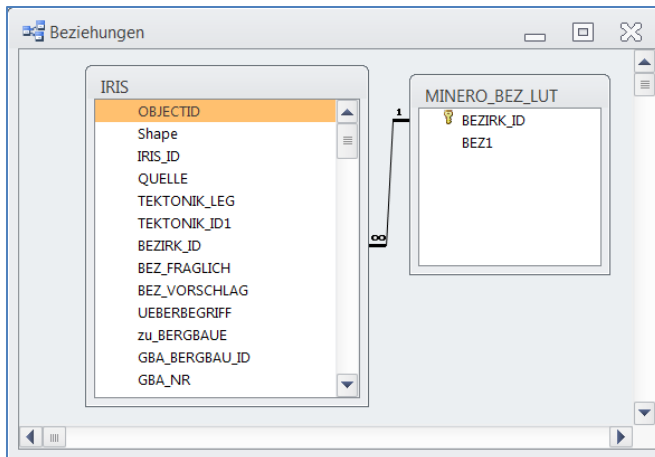 Beziehungen
IRIS
OBJECTID
Shape
IRIS_ID
QUELLE
TEKTONIK_LEG
TEKTONIK_ID1
BEZIRK_ID
BEZ_FRAGLICH
BEZ_VORSCHLAG
UEBERBEGRIFF
zu_BERGBAUE
GBA_BERGBAU_ID
GBA_NR
1
∞
MINERO_BEZ_LUT
BEZIRK_ID
BEZ1